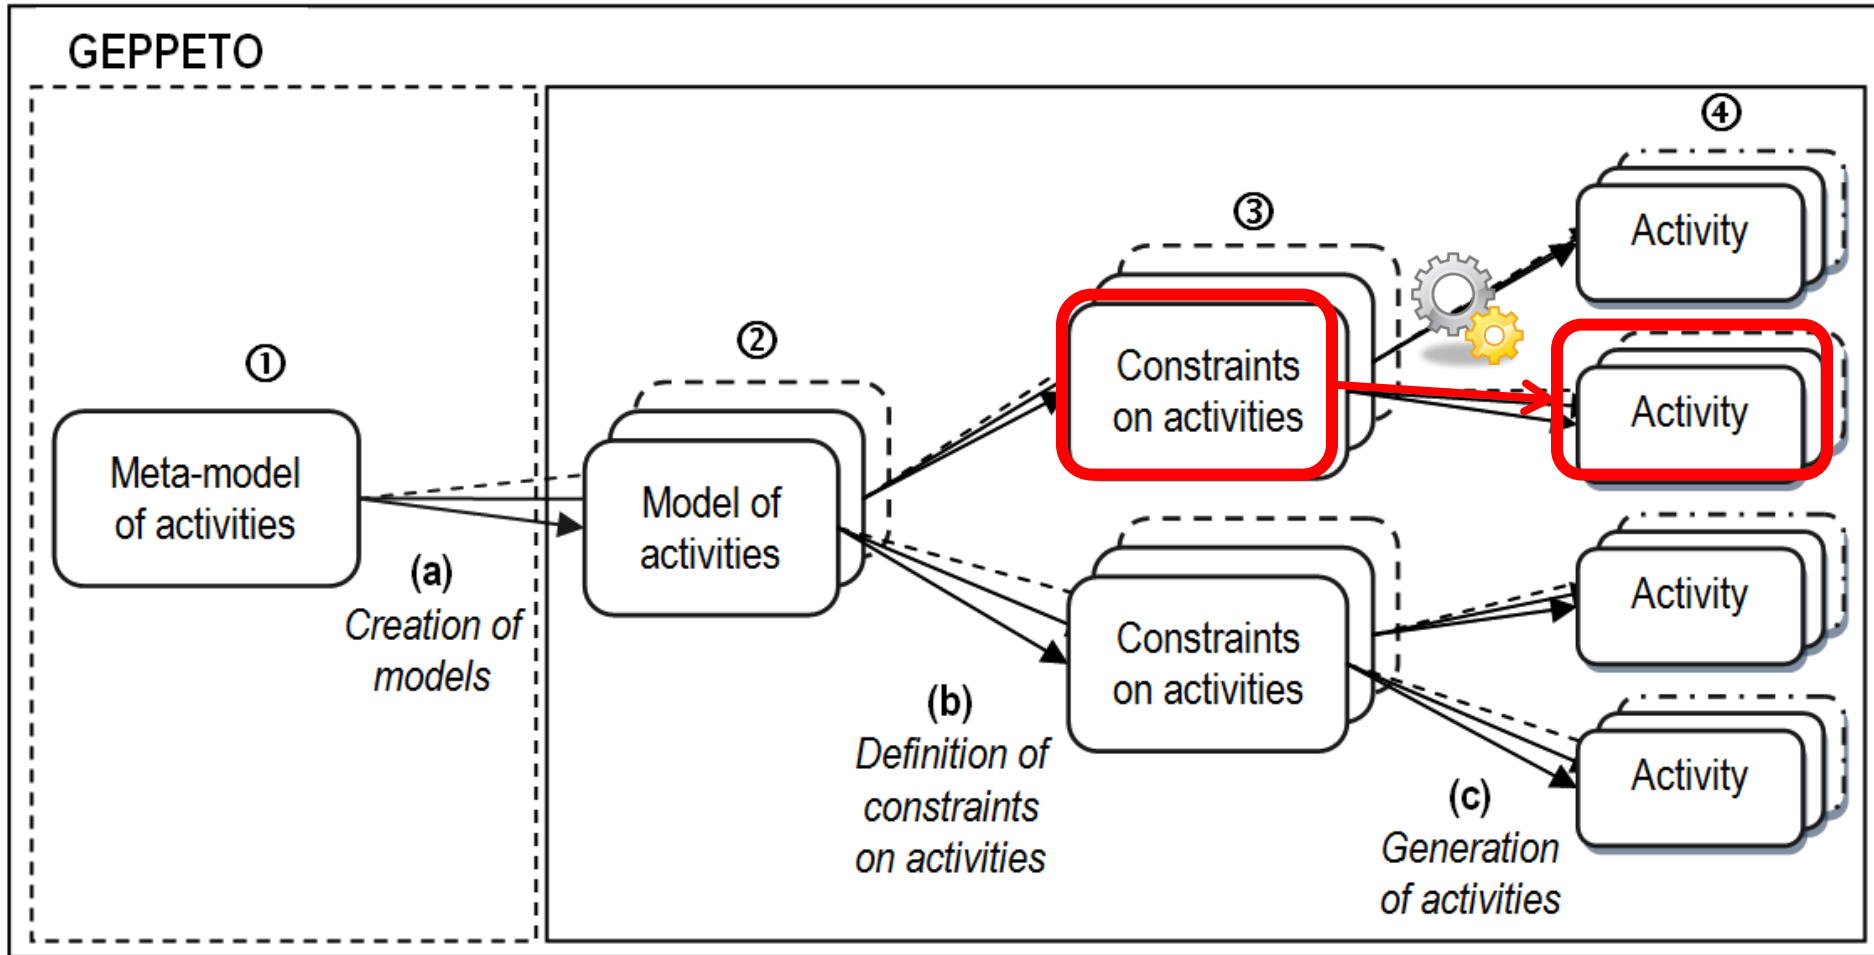 GEPPETO
①
Meta-model
of activities
(a)
Creation of
models
②
Model of
activities
(b)
Definition of
constraints
on activities
③
Constraints
on activities
Constraints
on activities
(c)
Generation
of activities
④
Activity
Activity
Activity
Activity